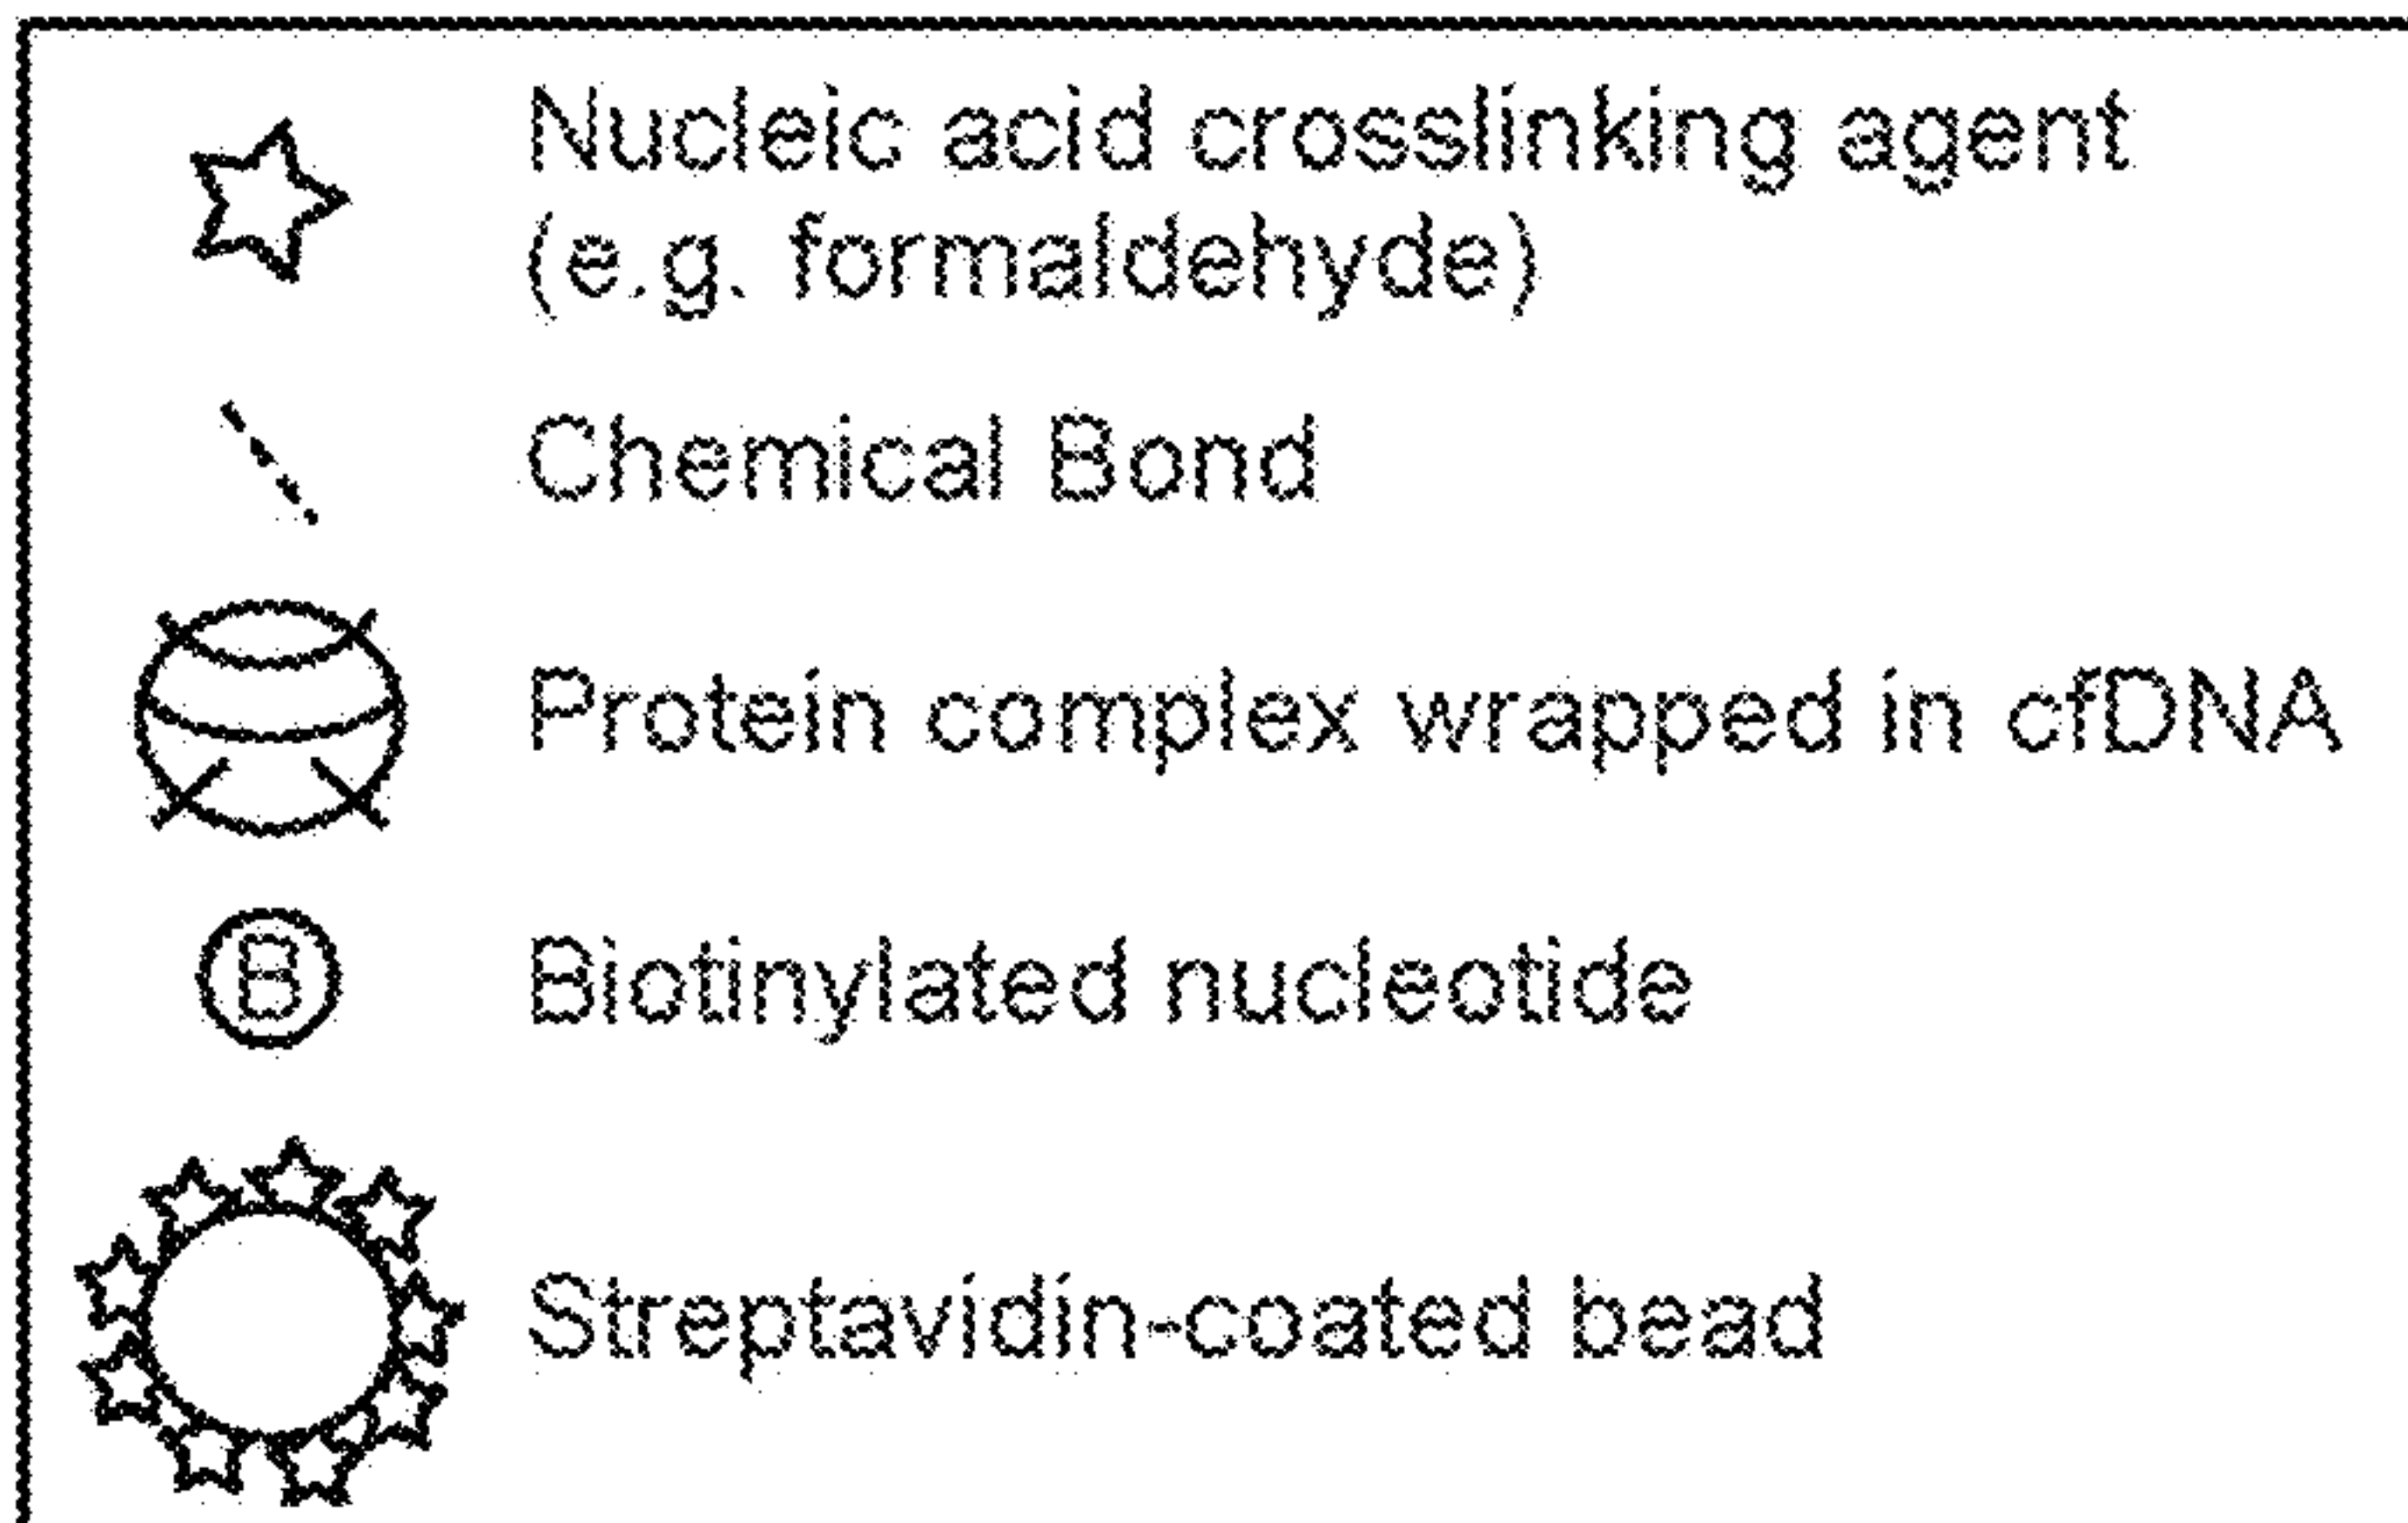 Nucleic acid crosslinking agent
(e.g. formaldehyde)
Chemical Bond
Protein complex wrapped in cfDNA
B Biotinylated nucleotide
Streptavidin-coated bead